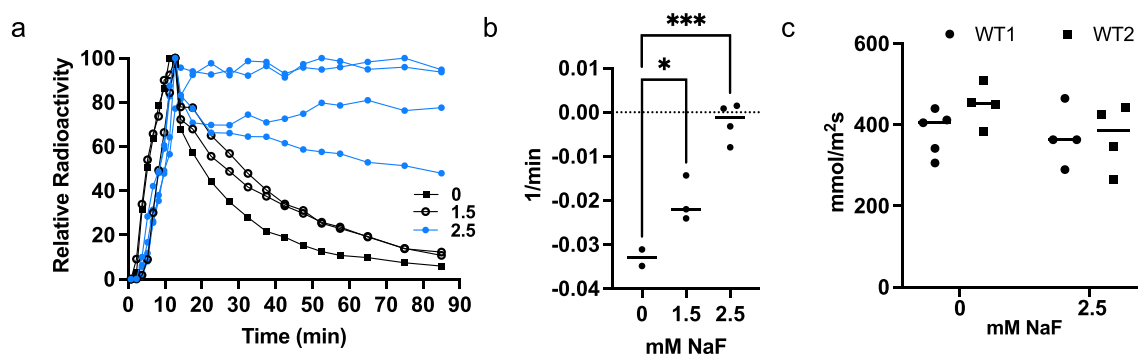 a
Relative Radioactivity
100
80
60
40
20
0
0 10 20 30 40 50 60 70 80 90
Time (min)
0
1.5
2.5
b
***
*
1/min
0.01
0.00
-0.01
-0.02
-0.03
-0.04
0 1.5 2.5
mM NaF
c
WT1 WT2
mmol/m²s
600
400
200
0
0 2.5
mM NaF